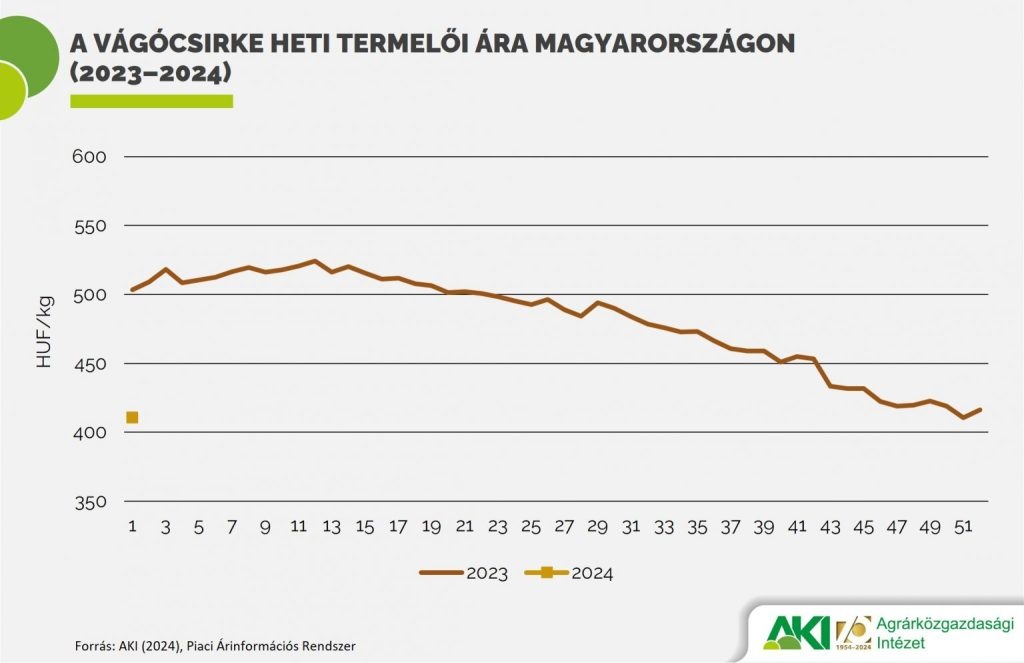 A VÁGÓCSIRKE HETI TERMELŐI ÁRA MAGYARORSZÁGON
(2023–2024)
600
550
500
450
400
350
HUF/kg
1 3 5 7 9 11 13 15 17 19 21 23 25 27 29 31 33 35 37 39 41 43 45 47 49 51
2023 2024
Forrás: AKI (2024), Piaci Árinformációs Rendszer
AKI 70 1954-2024 Agrárközgazdasági
Intézet